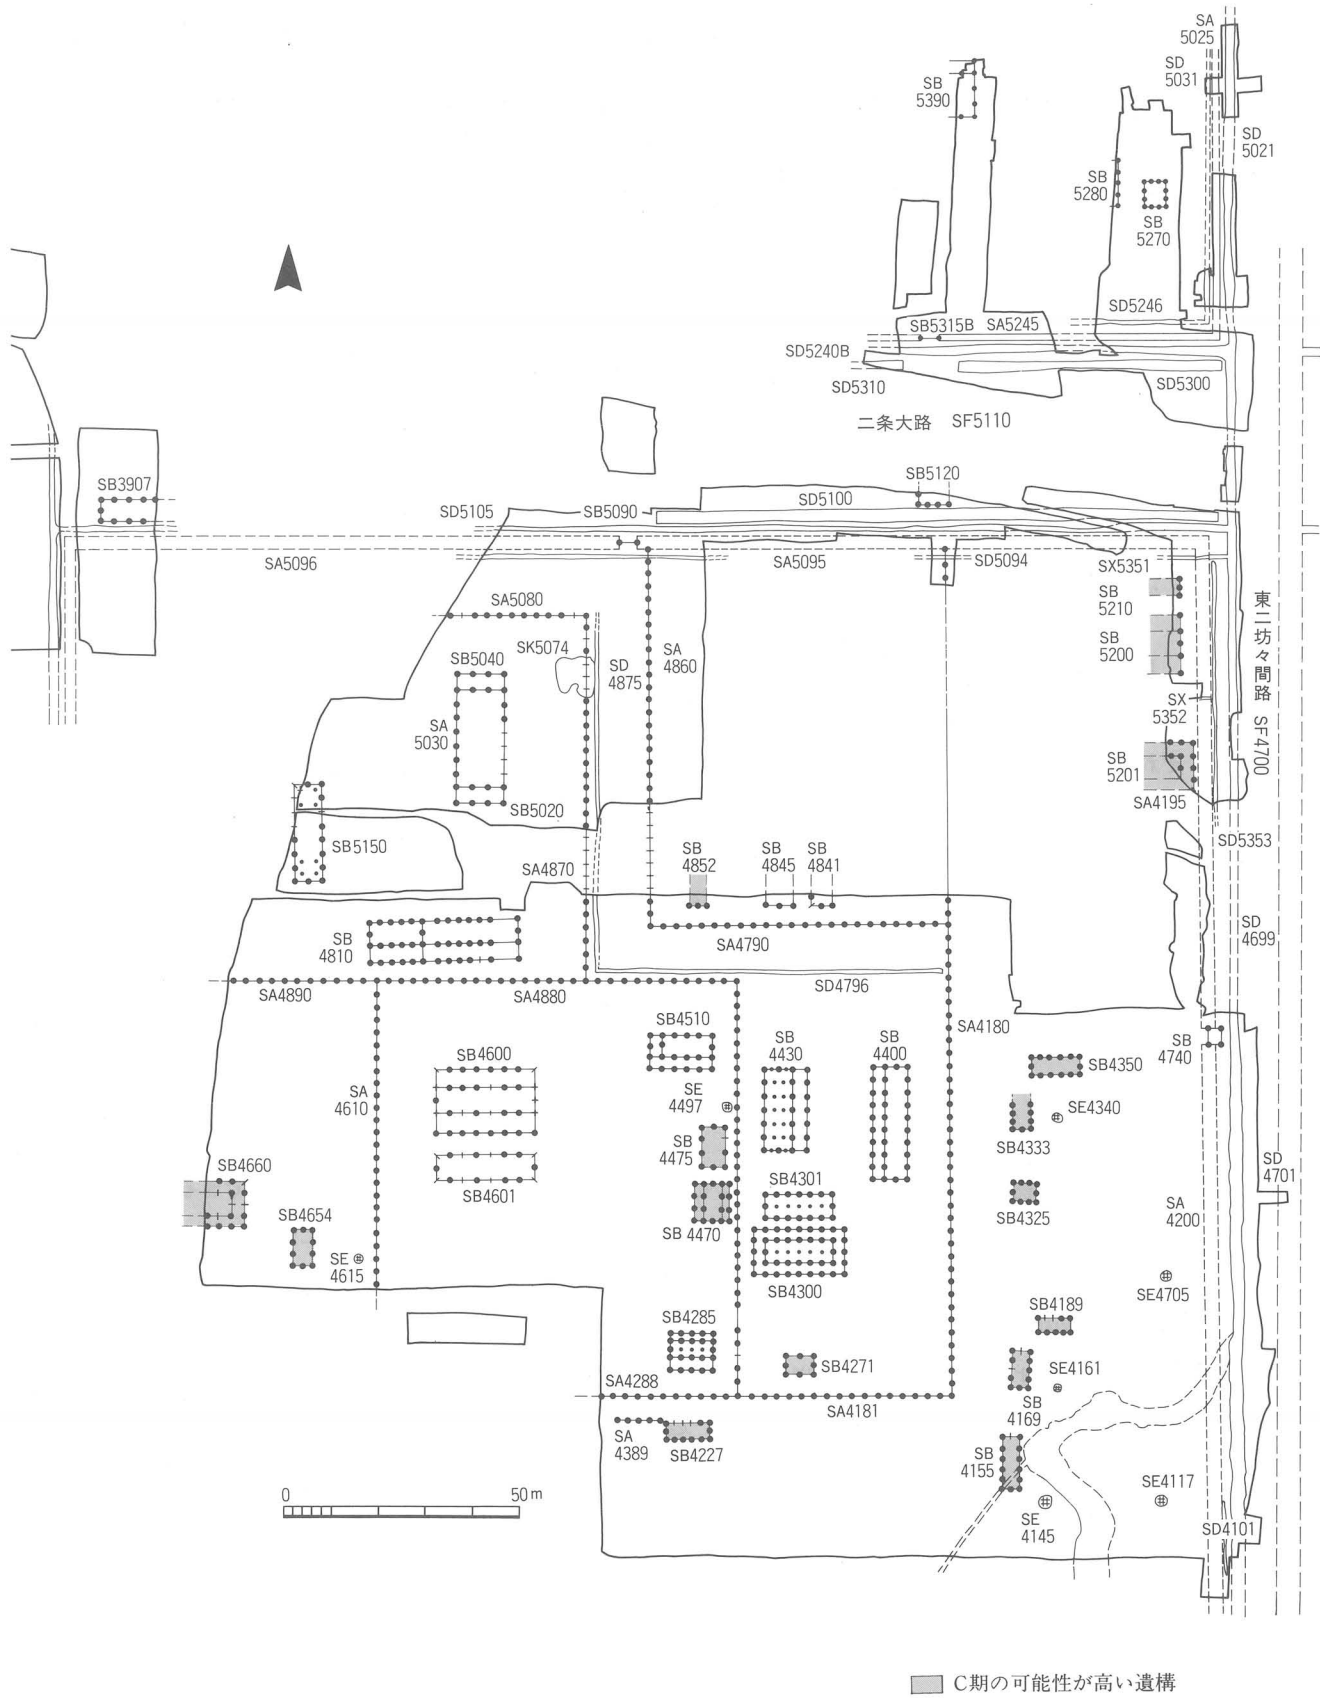 SA
5025
SD
5031
SB
5390
SD
5021
SB
5280
SB
5270
SD5246
SB5315B
SA5245
SD5240B
SD5310
SD5300
二条大路 SF5110
SB3907
SB5120
SD5100
SD5105
SB5090
SA5096
SA5095
SD5094
SX5351
SB
5210
東二坊々間路 SF4700
SA5080
SK5074
SD
4875
SA
4860
SB
5200
SB5040
SX
5352
SA
5030
SB
5201
SA4195
SB5020
SB5150
SD5353
SB
4852
SB
4845
SB
4841
SA4870
SB
4810
SA4790
SD
4699
SA4890
SA4880
SD4796
SA4180
SB4510
SB
4430
SB
4400
SB
4740
SB4600
SB4350
SA
4610
SE
4497
SE4340
SB
4475
SB4333
SB4660
SB4601
SB4301
SD
4701
SB4654
SB 4470
SB4325
SA
4200
SE
4615
SB4300
SE4705
SB4285
SB4189
SB4271
SE4161
SA4288
SA4181
SB
4169
SA
4389
SB4227
SB
4155
SE4117
0 50m
SE
4145
SD4101
C期の可能性が高い遺構